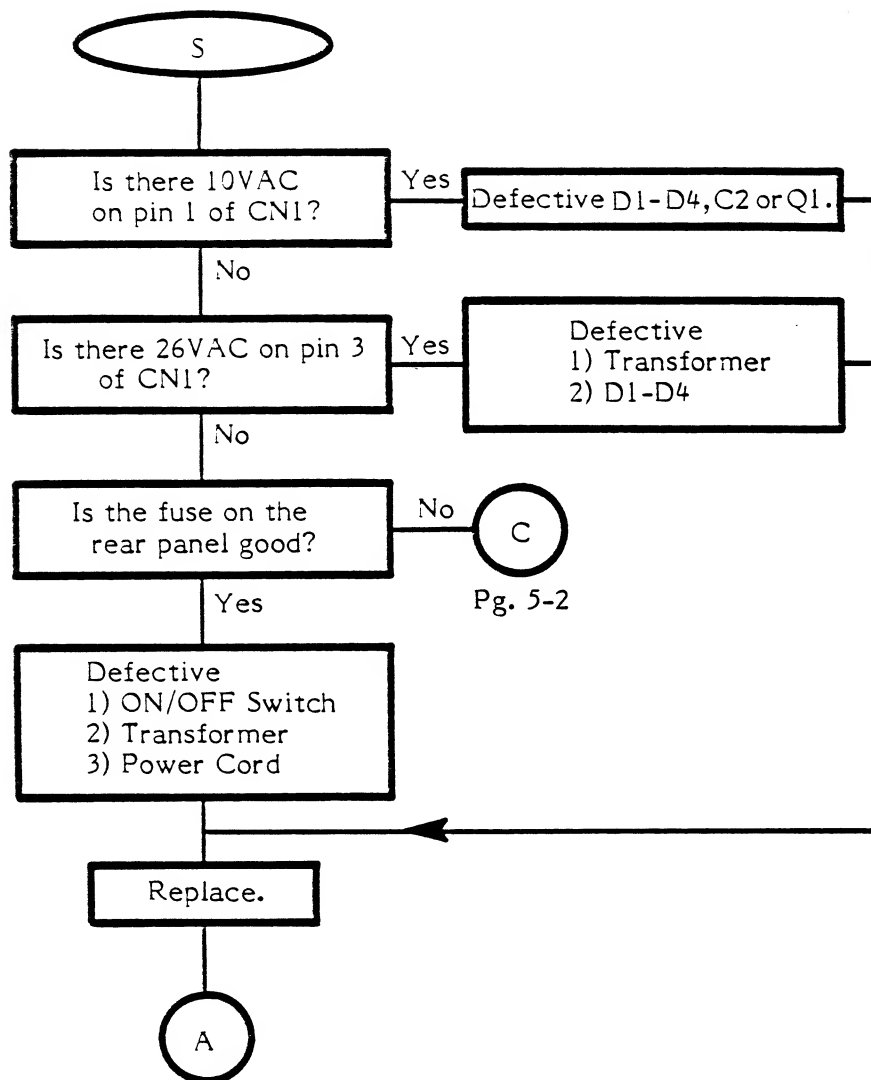 S
Is there 10VAC
on pin 1 of CN1?
Yes
Defective D1-D4, C2 or Q1.
No
Is there 26VAC on pin 3
of CN1?
Yes
Defective
1) Transformer
2) D1-D4
No
Is the fuse on the
rear panel good?
No
C
Pg. 5-2
Yes
Defective
1) ON/OFF Switch
2) Transformer
3) Power Cord
Replace.
A